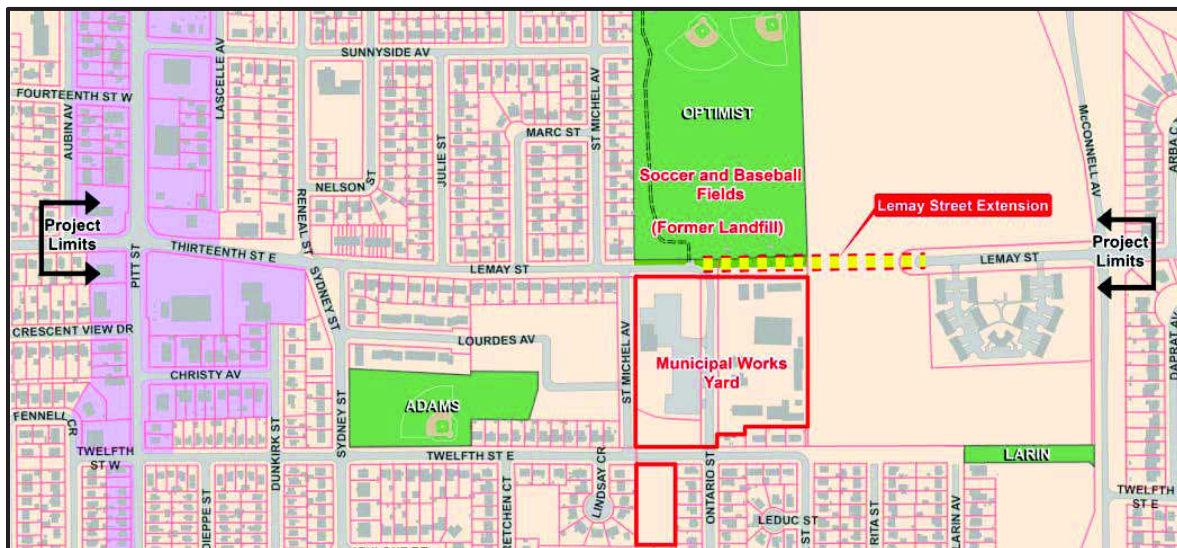 SUNNYSIDE AV
FOURTEENTH ST W
AUBIN AV
LASCELLE AV
JULIE ST
MARC ST
ST MICHEL AV
NELSON
ST
RENEAL ST
OPTIMIST
Soccer and Baseball
Fields
(Former Landfill)
Lemay Street Extension
McCONNELL AV
ARBA C
Project
Limits
PITT ST
THIRTEENTH ST E
SYDNEY ST
LEMAY ST
LEMAY ST
Project
Limits
CRESCENT VIEW DR
LOURDES AV
ST MICHEL AV
Municipal Works
Yard
CHRISTY AV
ADAMS
FENNELL
CR
DUNKIRK ST
SYDNEY ST
DAPRAT AV
TWELFTH
ST W
TWELFTH ST E
LARIN
DIEPPE ST
RETCHEN CT
LINDSAY CR
ONTARIO ST
LEDUC ST
ST
RITA ST
LARIN AV
TWELFTH
ST E